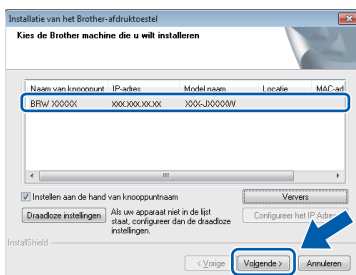 Installatie van het Brother-afdruktoestel
Kies de Brother machine die u wilt installeren
Naam van knooppunt IP-adres Model naam Locatie MAC-ad
BRW XXXXX XXX.XXX.XX.XX XXX-JXXXXW
Instellen aan de hand van knooppuntnaam
Ververs
Draadloze instellingen
Als uw apparaat niet in de lijst
staat, configureer dan de draadloze
instellingen.
Configureer het IP Adres
InstallShield
< Vorige
Volgende >
Annuleren